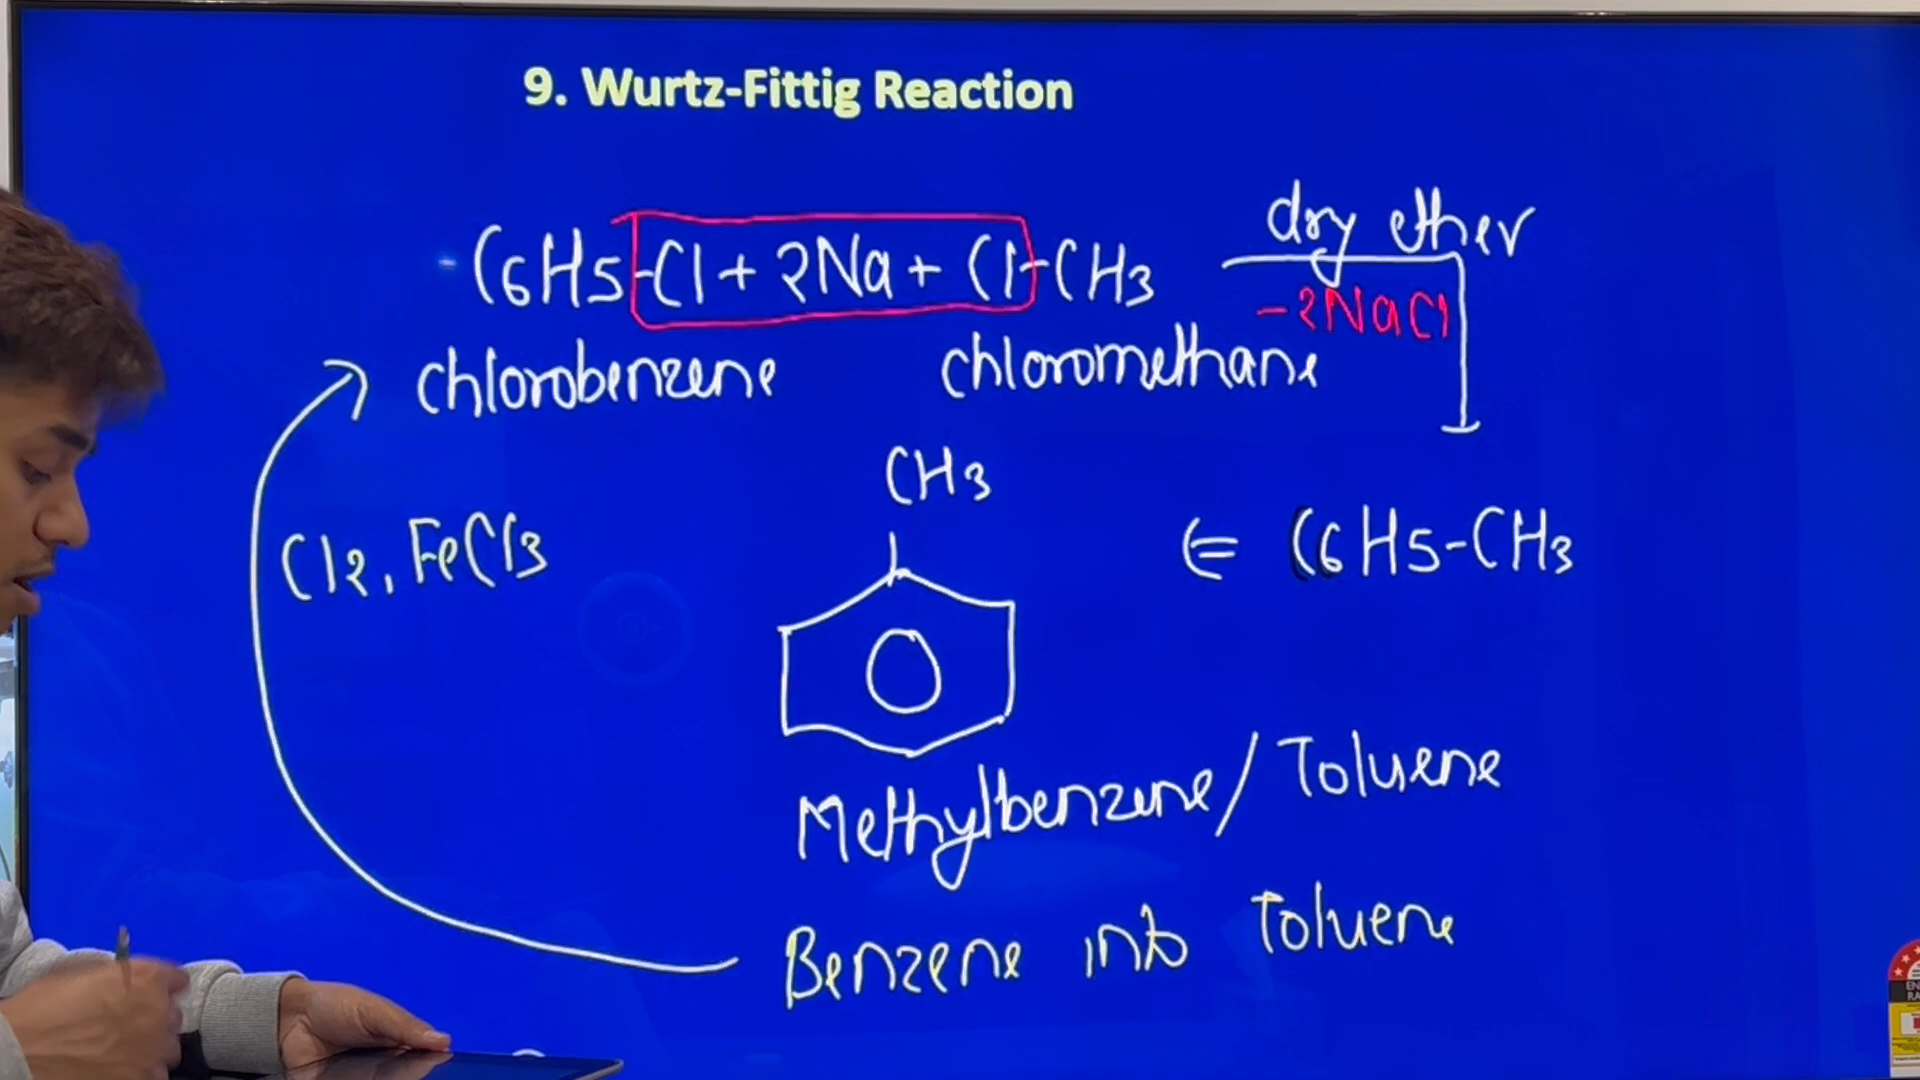 9. Wurtz-Fittig Reaction
dry ether
C6H5-Cl + 2Na + Cl-CH3
-2NaCl
chlorobenzene chloromethane
CH3
Cl2, FeCl3
⇐ C6H5-CH3
Methylbenzene/Toluene
Benzene into Toluene